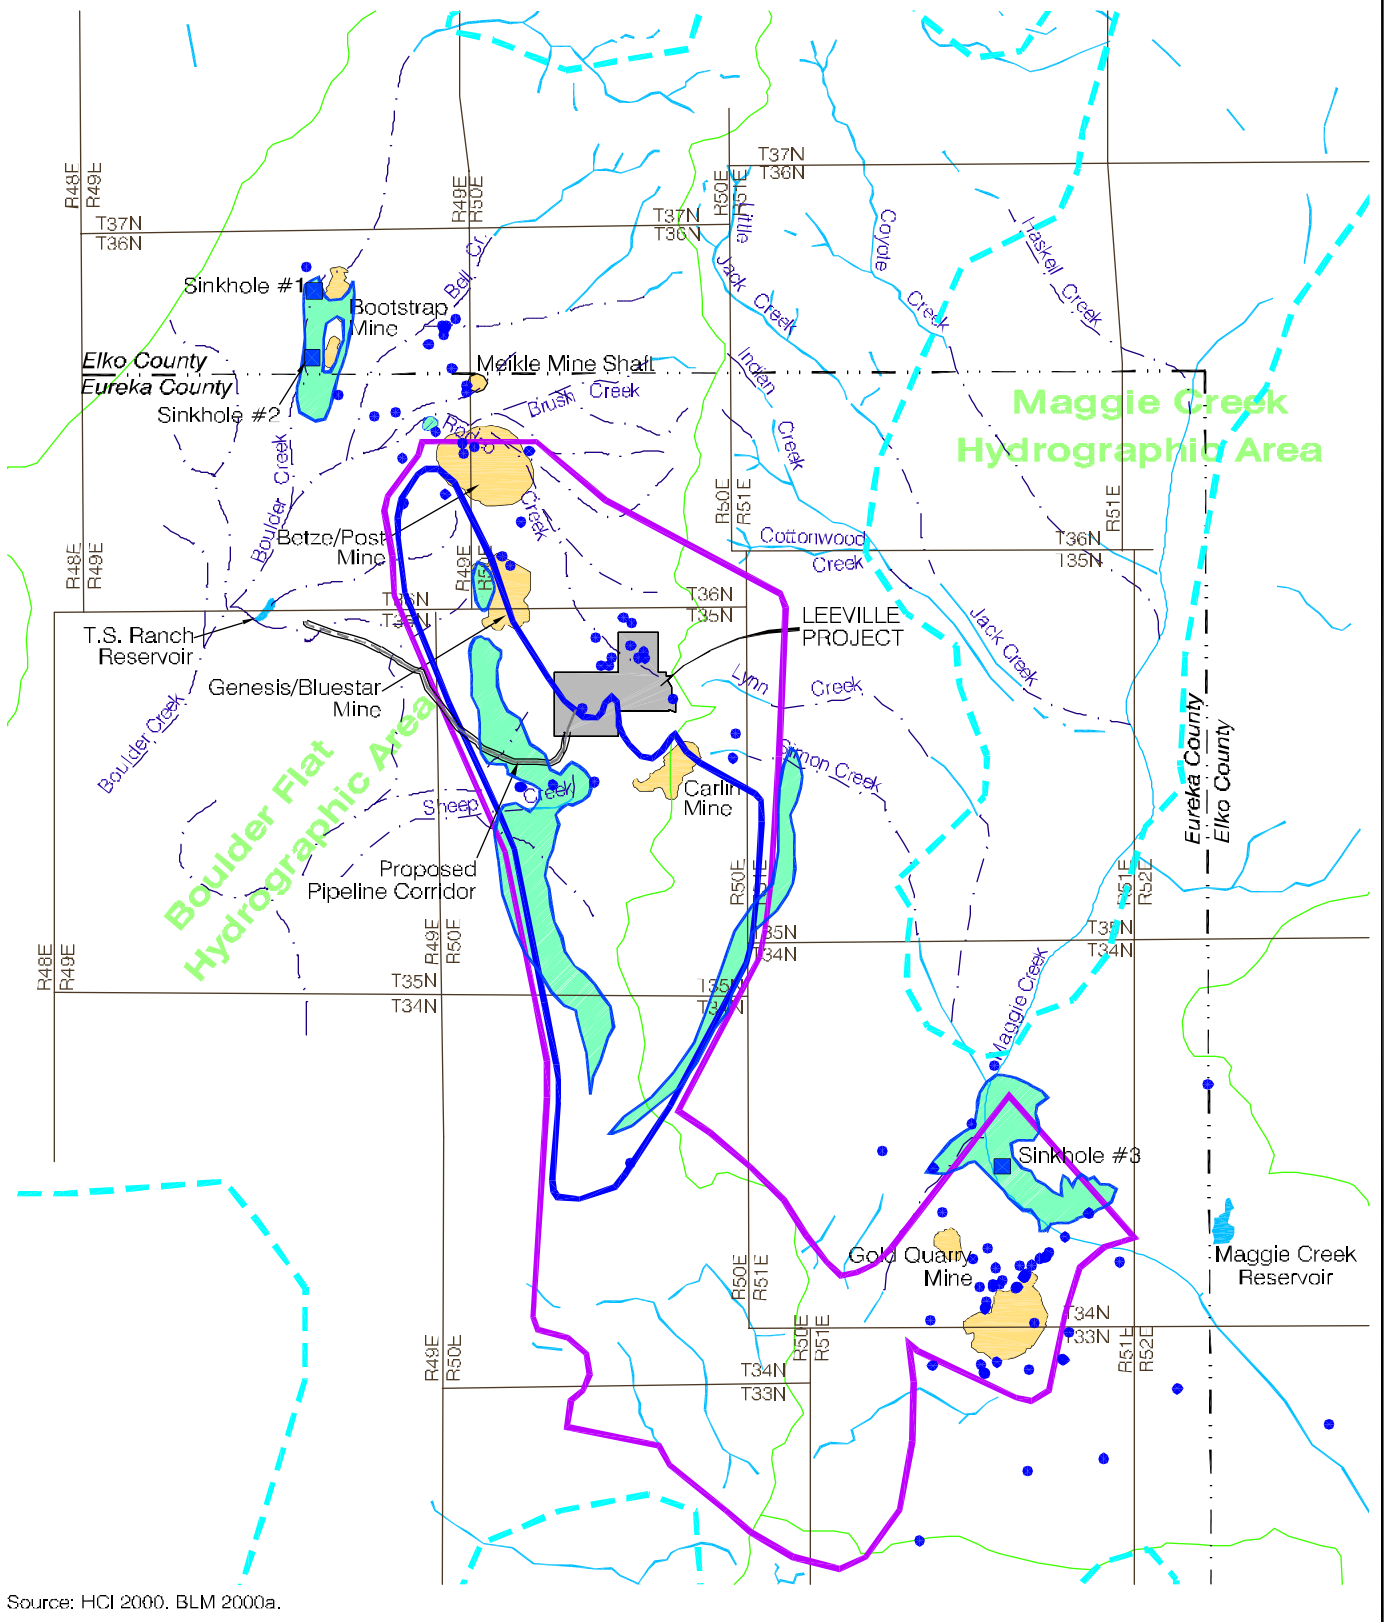 T37N
T36N
R48E
R49E
R49E
R50E
R50E
R51E
T37N
T36N
T37N
T36N
Little
Jack
Creek
Coyote
Creek
Haskell
Creek
Bell Cr.
Sinkhole #1
Bootstrap
Mine
Elko County
Eureka County
Meikle Mine Shaft
Sinkhole #2
Brush Creek
Rodeo
Creek
Indian
Creek
Maggie Creek
Hydrographic Area
Boulder Creek
R50E
R51E
R51E
Betze/Post
Mine
Cottonwood
Creek
T36N
T35N
R48E
R49E
R49E
R50E
T36N
T35N
T36N
T35N
T.S. Ranch
Reservoir
LEEVILLE
PROJECT
Jack Creek
Genesis/Bluestar
Mine
Lynn Creek
Boulder Creek
Boulder Flat
Hydrographic Area
Simon Creek
Eureka County
Elko County
Sheep Creek
Carlin
Mine
Proposed
Pipeline Corridor
R50E
R51E
R51E
R52E
R48E
R49E
R49E
R50E
T35N
T34N
T35N
T34N
T35N
T34N
T35N
T34N
Maggie Creek
Sinkhole #3
Gold Quarry
Mine
Maggie Creek
Reservoir
R50E
R51E
T34N
T33N
R50E
R51E
R51E
R52E
R49E
R50E
T34N
T33N
Source: HCI 2000, BLM 2000a.